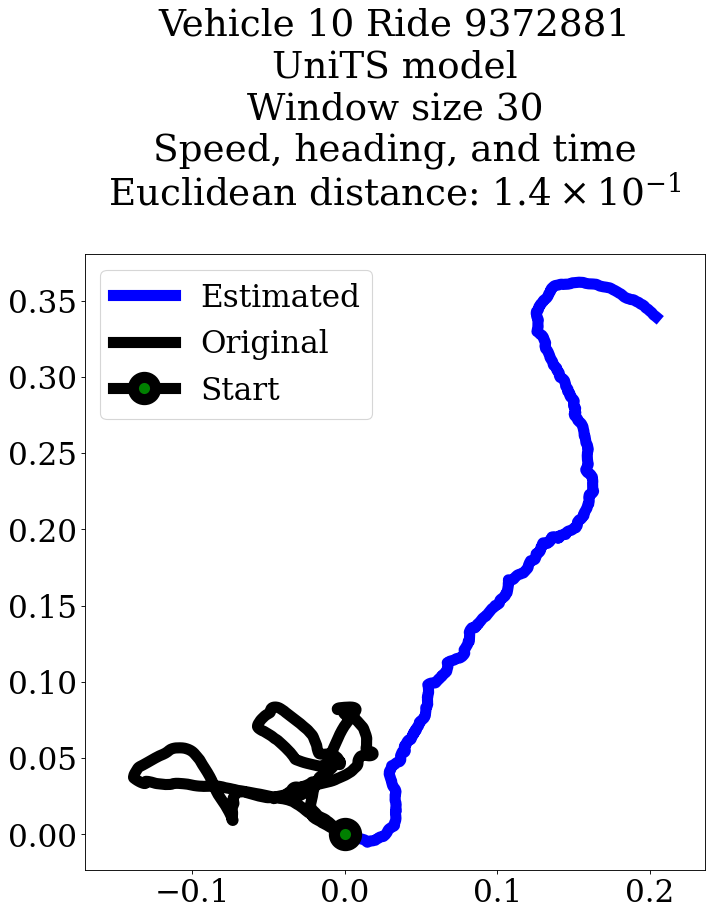 Vehicle 10 Ride 9372881
UniTS model
Window size 30
Speed, heading, and time
Euclidean distance: 1.4 × 10⁻¹
Estimated
Original
Start
0.35
0.30
0.25
0.20
0.15
0.10
0.05
0.00
−0.1 0.0 0.1 0.2